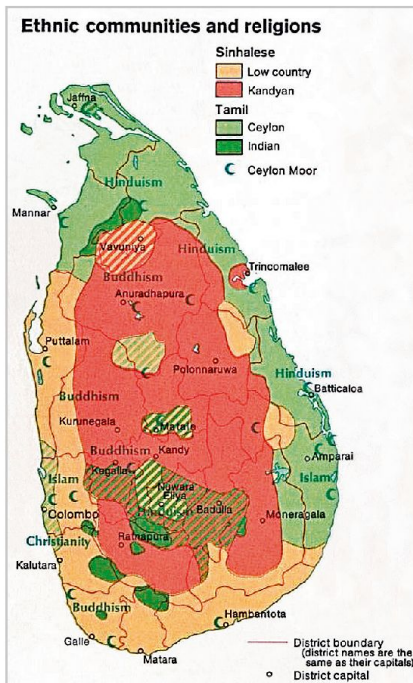 Ethnic communities and religions
Sinhalese
Low country
Kandyan
Tamil
Ceylon
Indian
Ceylon Moor
Jaffna
Hinduism
Mannar
Vavuniya
Hinduism
Buddhism
Trincomalee
Anuradhapura
Puttalam
Polonnaruwa
Hinduism
Batticaloa
Buddhism
Kurunegala
Matale
Buddhism
Kandy
Amparai
Kegalla
Islam
Islam
Nuwara
Eliya
Hinduism
Badulla
Colombo
Moneragala
Christianity
Ratnapura
Kalutara
Buddhism
Hambantota
Galle
Matara
District boundary
(district names are the
same as their capitals)
District capital